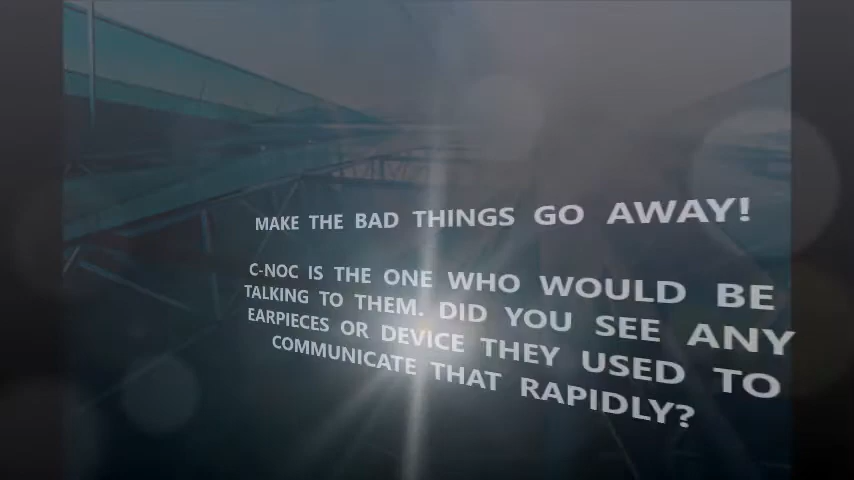 MAKE THE BAD THINGS GO AWAY!
C-NOC IS THE ONE WHO WOULD BE
TALKING TO THEM. DID YOU SEE ANY
EARPIECES OR DEVICE THEY USED TO
COMMUNICATE THAT RAPIDLY?